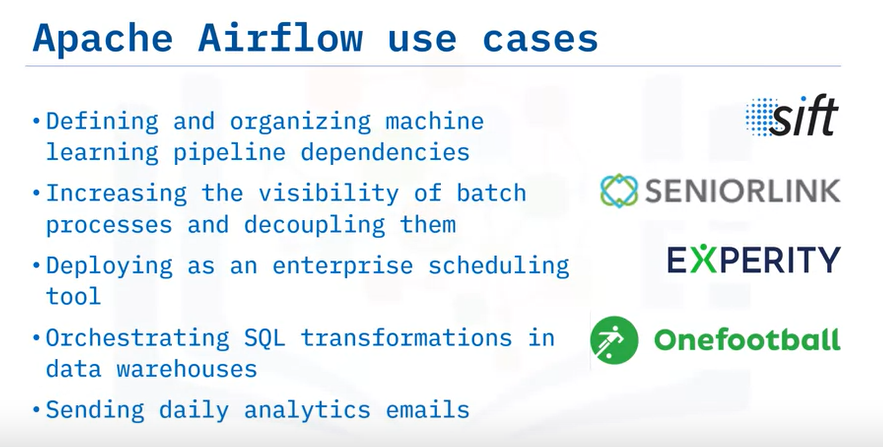 Apache Airflow use cases
• Defining and organizing machine
learning pipeline dependencies
• Increasing the visibility of batch
processes and decoupling them
• Deploying as an enterprise scheduling
tool
• Orchestrating SQL transformations in
data warehouses
• Sending daily analytics emails
sift
SENIORLINK
EXPERITY
Onefootball